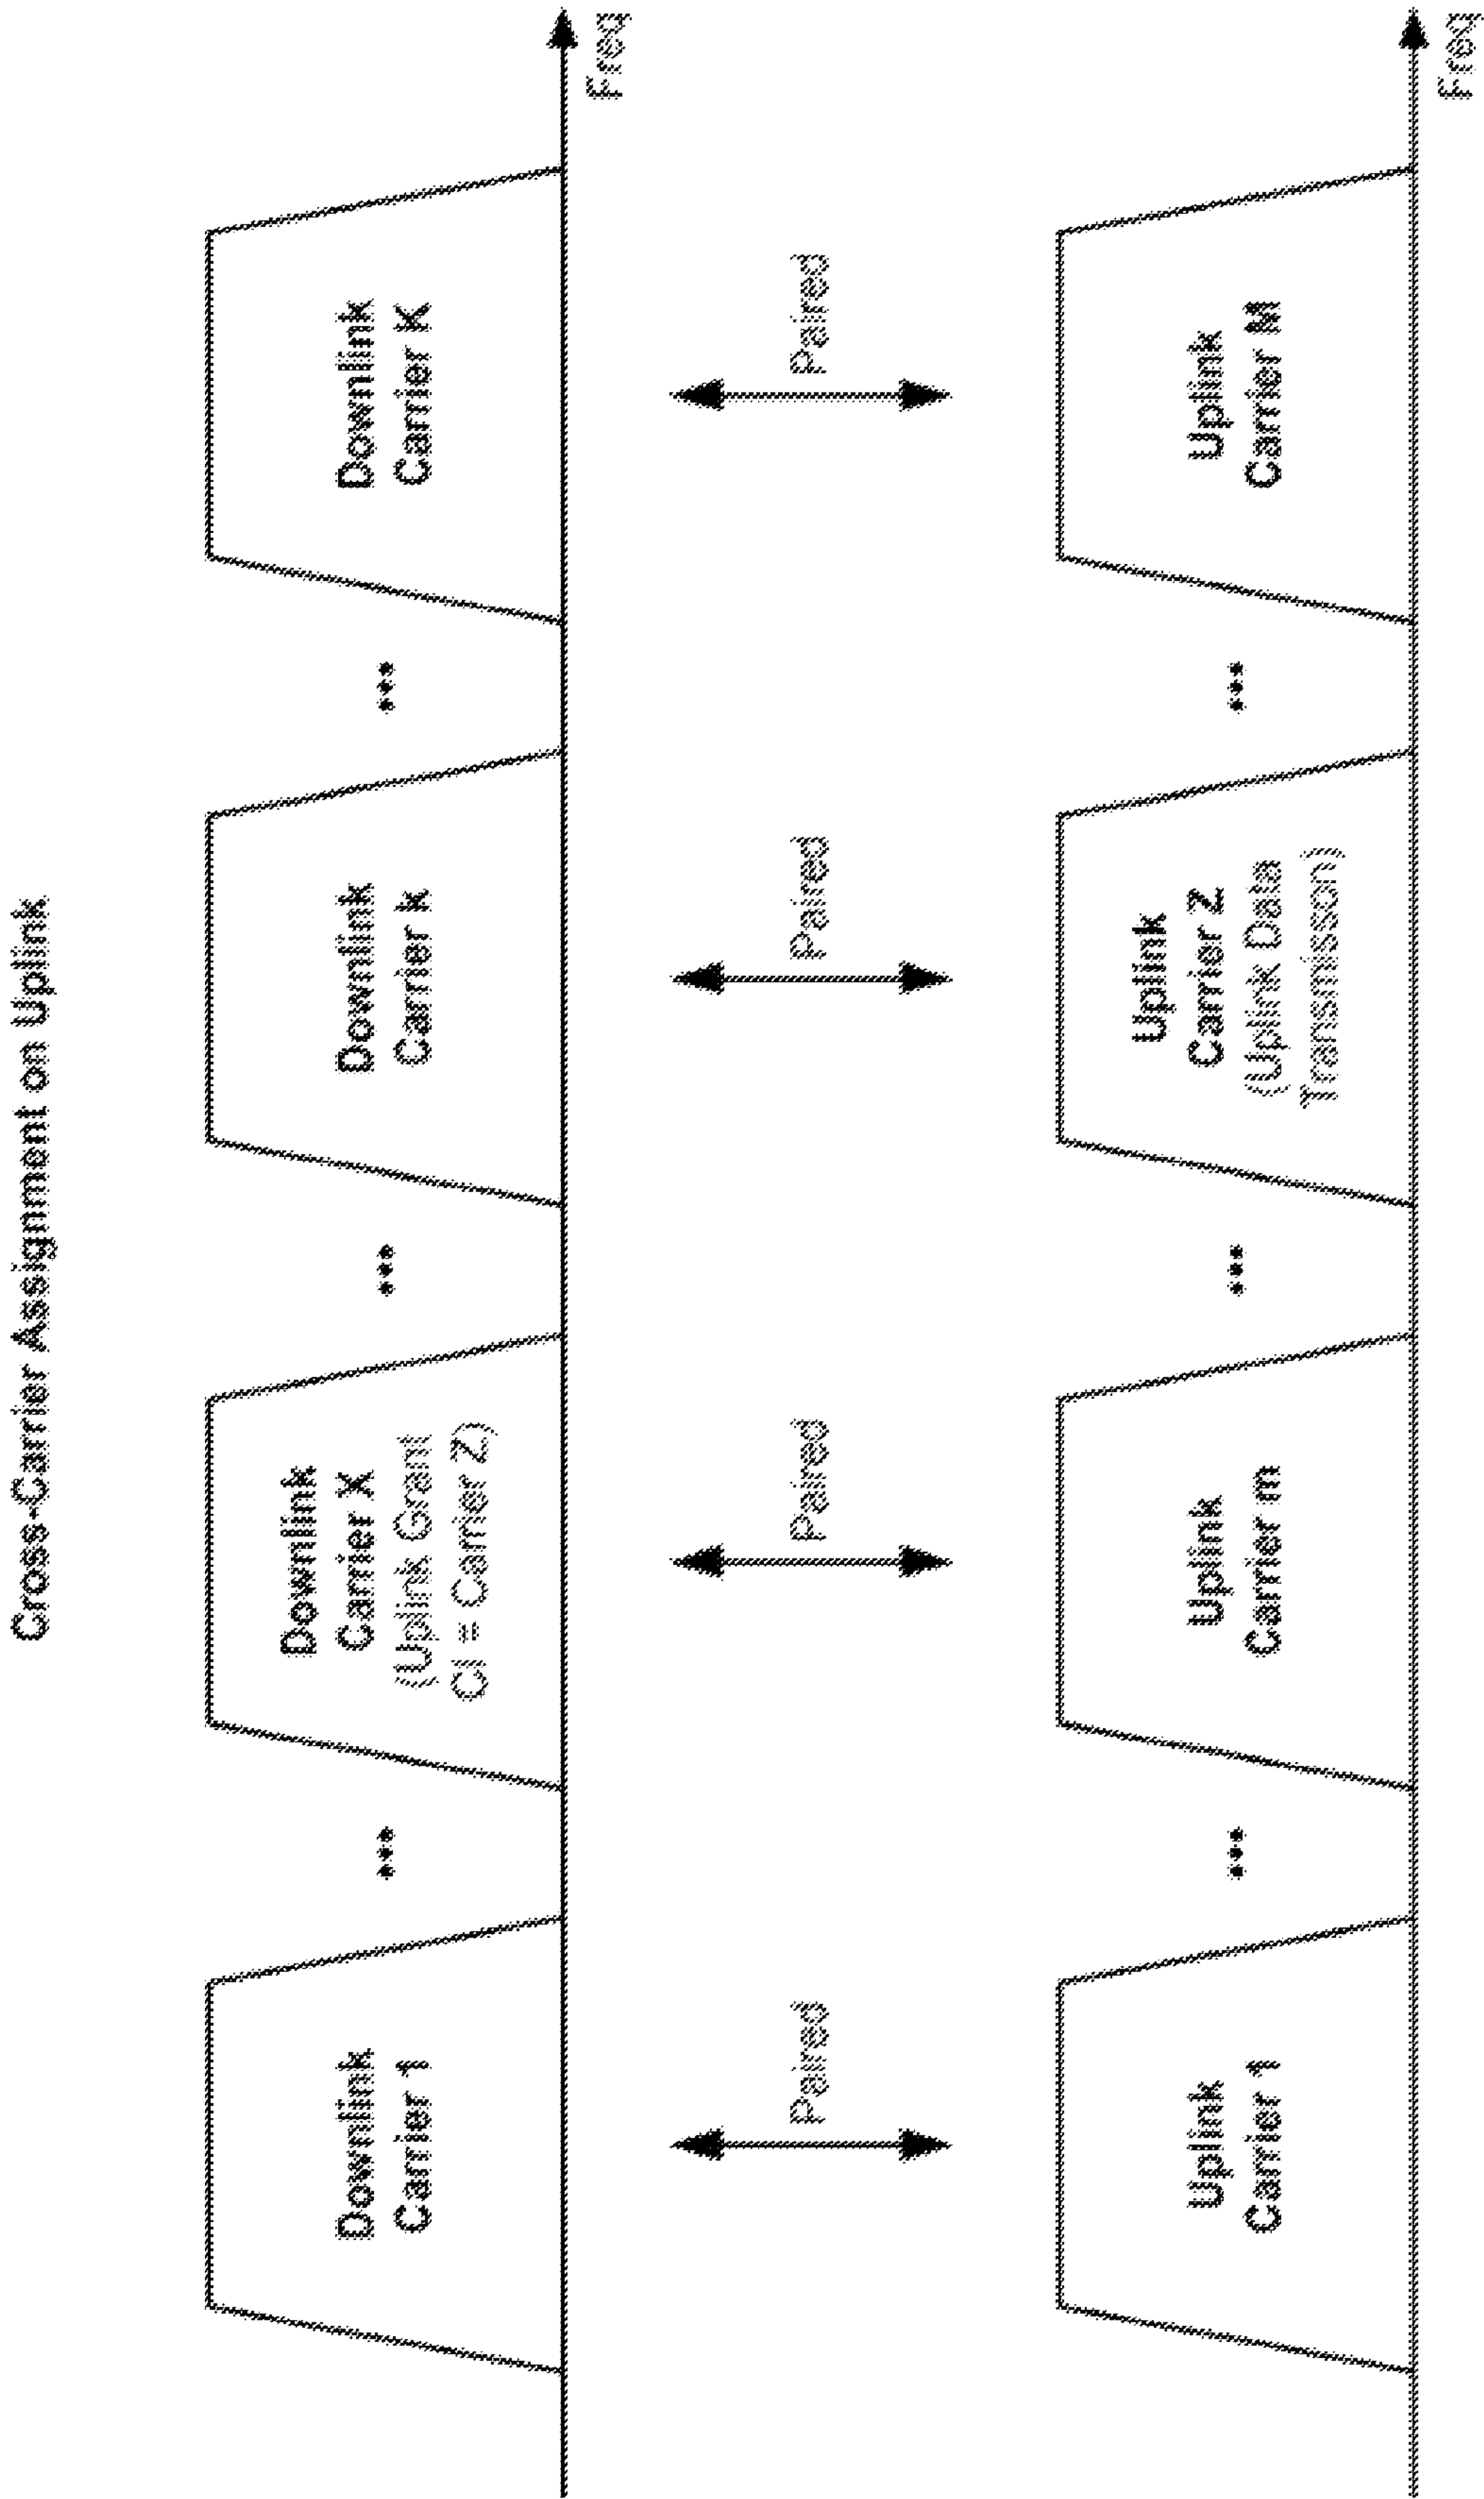 Cross-Carrier Assignment on Uplink
Downlink
Carrier 1
Downlink
Carrier X
(Uplink Grant
CI = Carrier Z)
Downlink
Carrier k
Downlink
Carrier K
Freq
Paired
Paired
Paired
Paired
Uplink
Carrier 1
Uplink
Carrier m
Uplink
Carrier Z
(Uplink Data
Transmisson)
Uplink
Carrier M
Freq